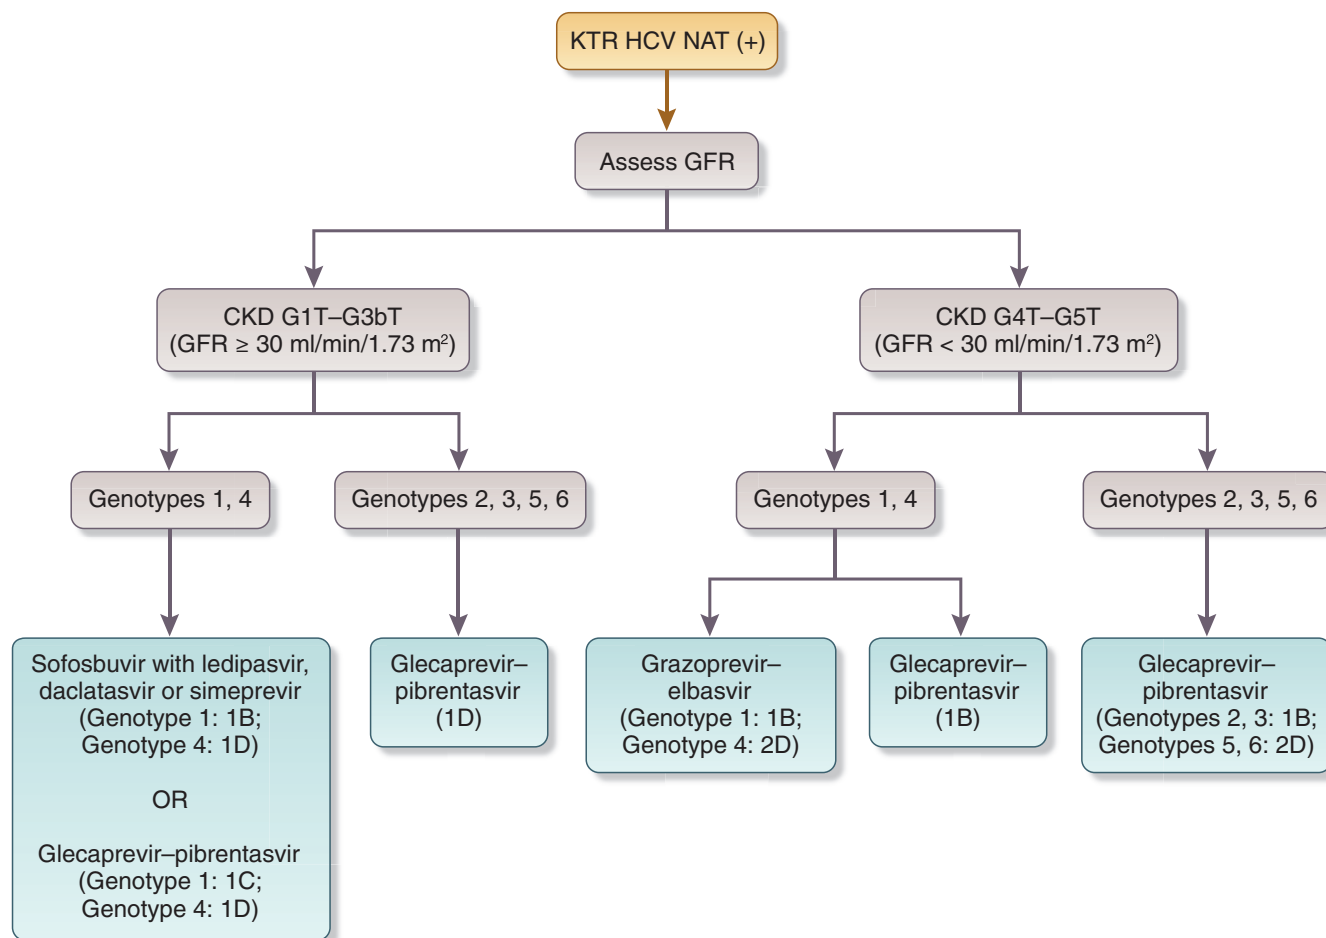 KTR HCV NAT (+)
Assess GFR
CKD G1T–G3bT
(GFR ≥ 30 ml/min/1.73 m²)
CKD G4T–G5T
(GFR < 30 ml/min/1.73 m²)
Genotypes 1, 4
Genotypes 2, 3, 5, 6
Genotypes 1, 4
Genotypes 2, 3, 5, 6
Sofosbuvir with ledipasvir,
daclatasvir or simeprevir
(Genotype 1: 1B;
Genotype 4: 1D)
OR
Glecaprevir–pibrentasvir
(Genotype 1: 1C;
Genotype 4: 1D)
Glecaprevir–
pibrentasvir
(1D)
Grazoprevir–
elbasvir
(Genotype 1: 1B;
Genotype 4: 2D)
Glecaprevir–
pibrentasvir
(1B)
Glecaprevir–
pibrentasvir
(Genotypes 2, 3: 1B;
Genotypes 5, 6: 2D)